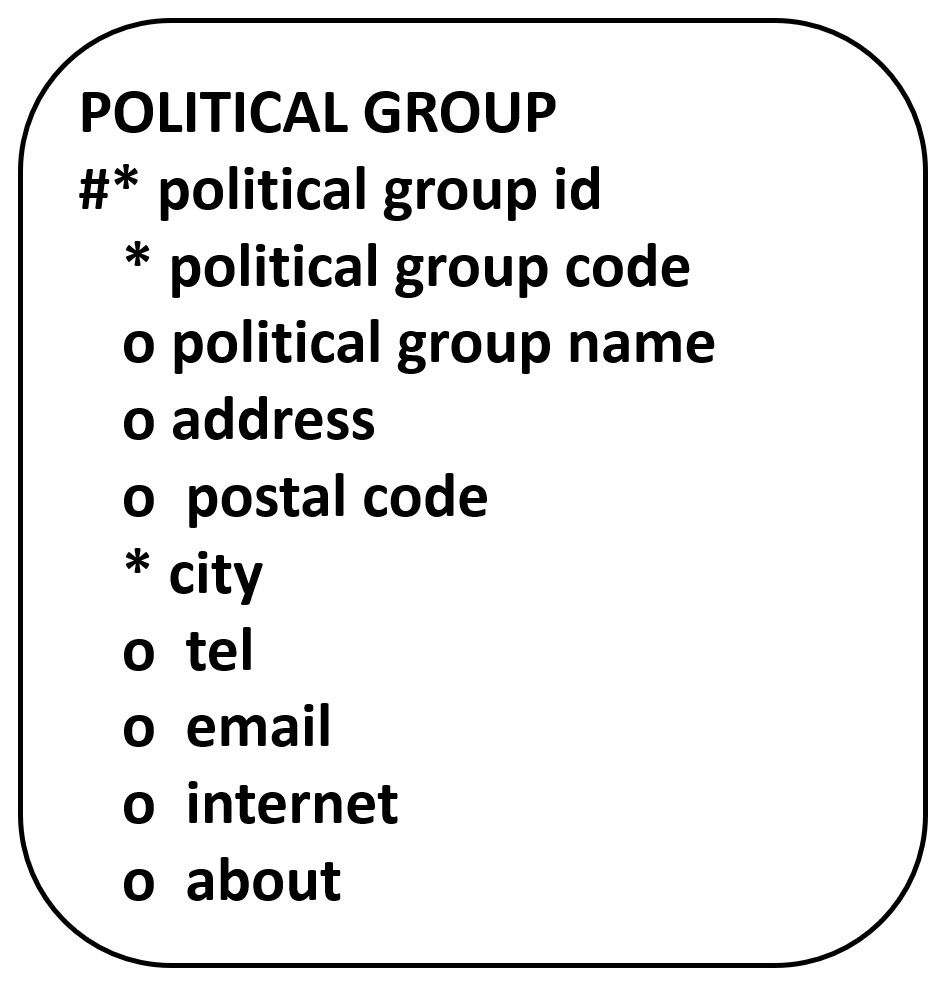 POLITICAL GROUP
#* political group id
* political group code
o political group name
o address
o postal code
* city
o tel
o email
o internet
o about